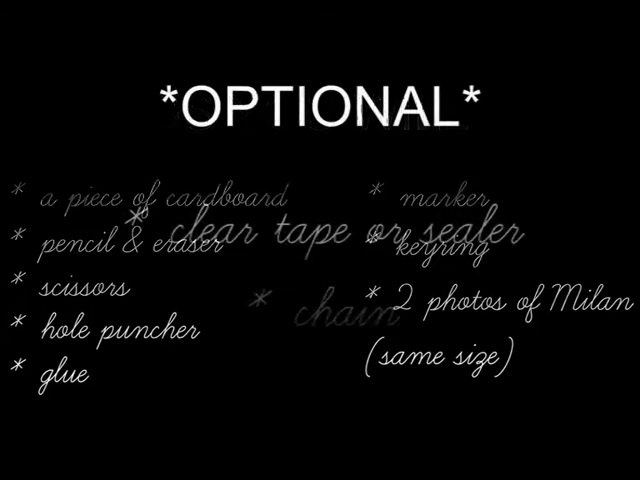 *OPTIONAL*
* a piece of cardboard
* marker
* clear tape or sealer
* pencil & eraser
* keyring
* scissors
* chain
* 2 photos of Milan
(same size)
* hole puncher
* glue